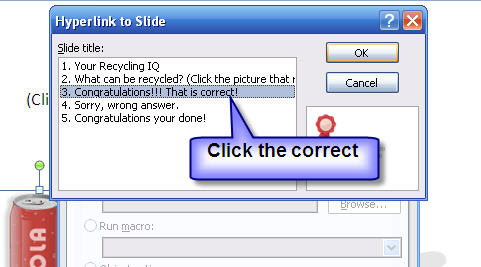 Hyperlink to Slide
Slide title:
1. Your Recycling IQ
2. What can be recycled? (Click the picture that
3. Congratulations!!! That is correct!
4. Sorry, wrong answer.
5. Congratulations your done!
OK
Cancel
(Cli
Click the correct
Browse...
Run macro:
OLA